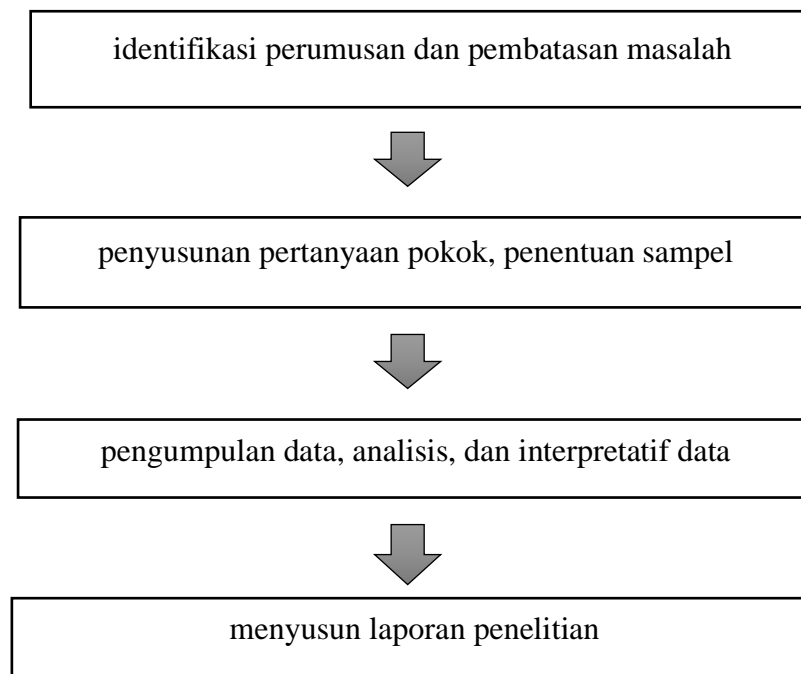 identifikasi perumusan dan pembatasan masalah
penyusunan pertanyaan pokok, penentuan sampel
pengumpulan data, analisis, dan interpretatif data
menyusun laporan penelitian